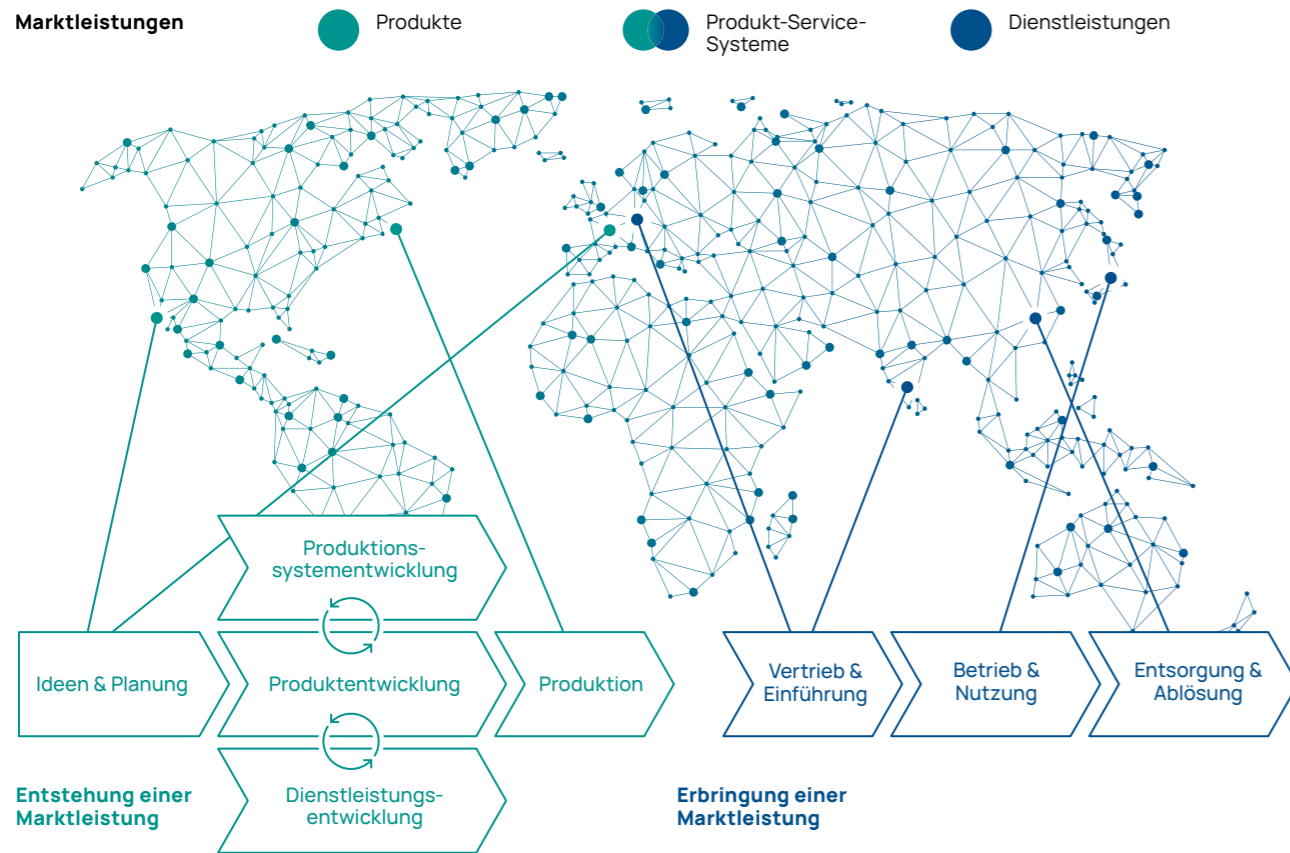 Marktleistungen
Produkte
Produkt-Service-
Systeme
Dienstleistungen
Produktions-
systementwicklung
Ideen & Planung
Produktentwicklung
Produktion
Vertrieb &
Einführung
Betrieb &
Nutzung
Entsorgung &
Ablösung
Dienstleistungs-
entwicklung
Entstehung einer
Marktleistung
Erbringung einer
Marktleistung